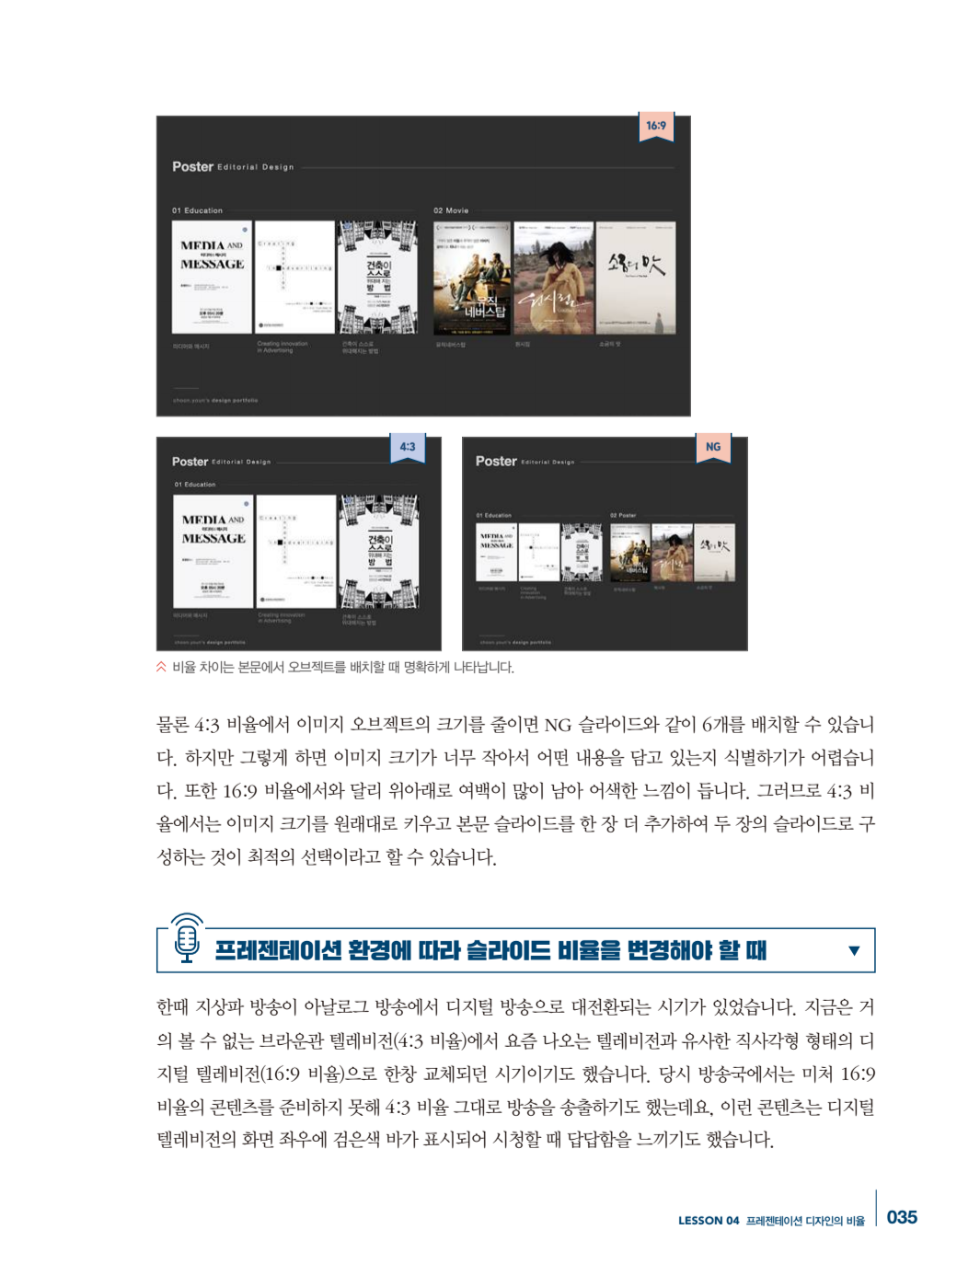 16:9
Poster Editorial Design
01 Education
02 Movie
MEDIA AND
MESSAGE
Creating
advertising
건축이
스스로
위대해 지는
방 법
뮤직
네버스탑
원시림
소금의 맛
미디어와 메시지
Creating innovation
in Advertising
건축이 스스로
위대해지는 방법
뮤직네버스탑
원시림
소금의 맛
cheon.youn's design portfolio
4:3
Poster Editorial Design
01 Education
MEDIA AND
MESSAGE
Creating
advertising
건축이
스스로
위대해 지는
방 법
미디어와 메시지
Creating innovation
in Advertising
건축이 스스로
위대해지는 방법
cheon.youn's design portfolio
NG
Poster Editorial Design
01 Education
02 Poster
MEDIA AND
MESSAGE
건축이
스스로
네버스탑
cheon.youn's design portfolio
비율 차이는 본문에서 오브젝트를 배치할 때 명확하게 나타납니다.
물론 4:3 비율에서 이미지 오브젝트의 크기를 줄이면 NG 슬라이드와 같이 6개를 배치할 수 있습니
다. 하지만 그렇게 하면 이미지 크기가 너무 작아서 어떤 내용을 담고 있는지 식별하기가 어렵습니
다. 또한 16:9 비율에서와 달리 위아래로 여백이 많이 남아 어색한 느낌이 듭니다. 그러므로 4:3 비
율에서는 이미지 크기를 원래대로 키우고 본문 슬라이드를 한 장 더 추가하여 두 장의 슬라이드로 구
성하는 것이 최적의 선택이라고 할 수 있습니다.
프레젠테이션 환경에 따라 슬라이드 비율을 변경해야 할 때
한때 지상파 방송이 아날로그 방송에서 디지털 방송으로 대전환되는 시기가 있었습니다. 지금은 거
의 볼 수 없는 브라운관 텔레비전(4:3 비율)에서 요즘 나오는 텔레비전과 유사한 직사각형 형태의 디
지털 텔레비전(16:9 비율)으로 한창 교체되던 시기이기도 했습니다. 당시 방송국에서는 미처 16:9
비율의 콘텐츠를 준비하지 못해 4:3 비율 그대로 방송을 송출하기도 했는데요, 이런 콘텐츠는 디지털
텔레비전의 화면 좌우에 검은색 바가 표시되어 시청할 때 답답함을 느끼기도 했습니다.
LESSON 04 프레젠테이션 디자인의 비율 035